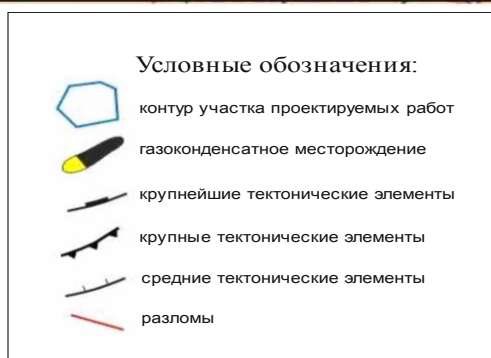 Условные обозначения:
контур участка проектируемых работ
газоконденсатное месторождение
крупнейшие тектонические элементы
крупные тектонические элементы
средние тектонические элементы
разломы